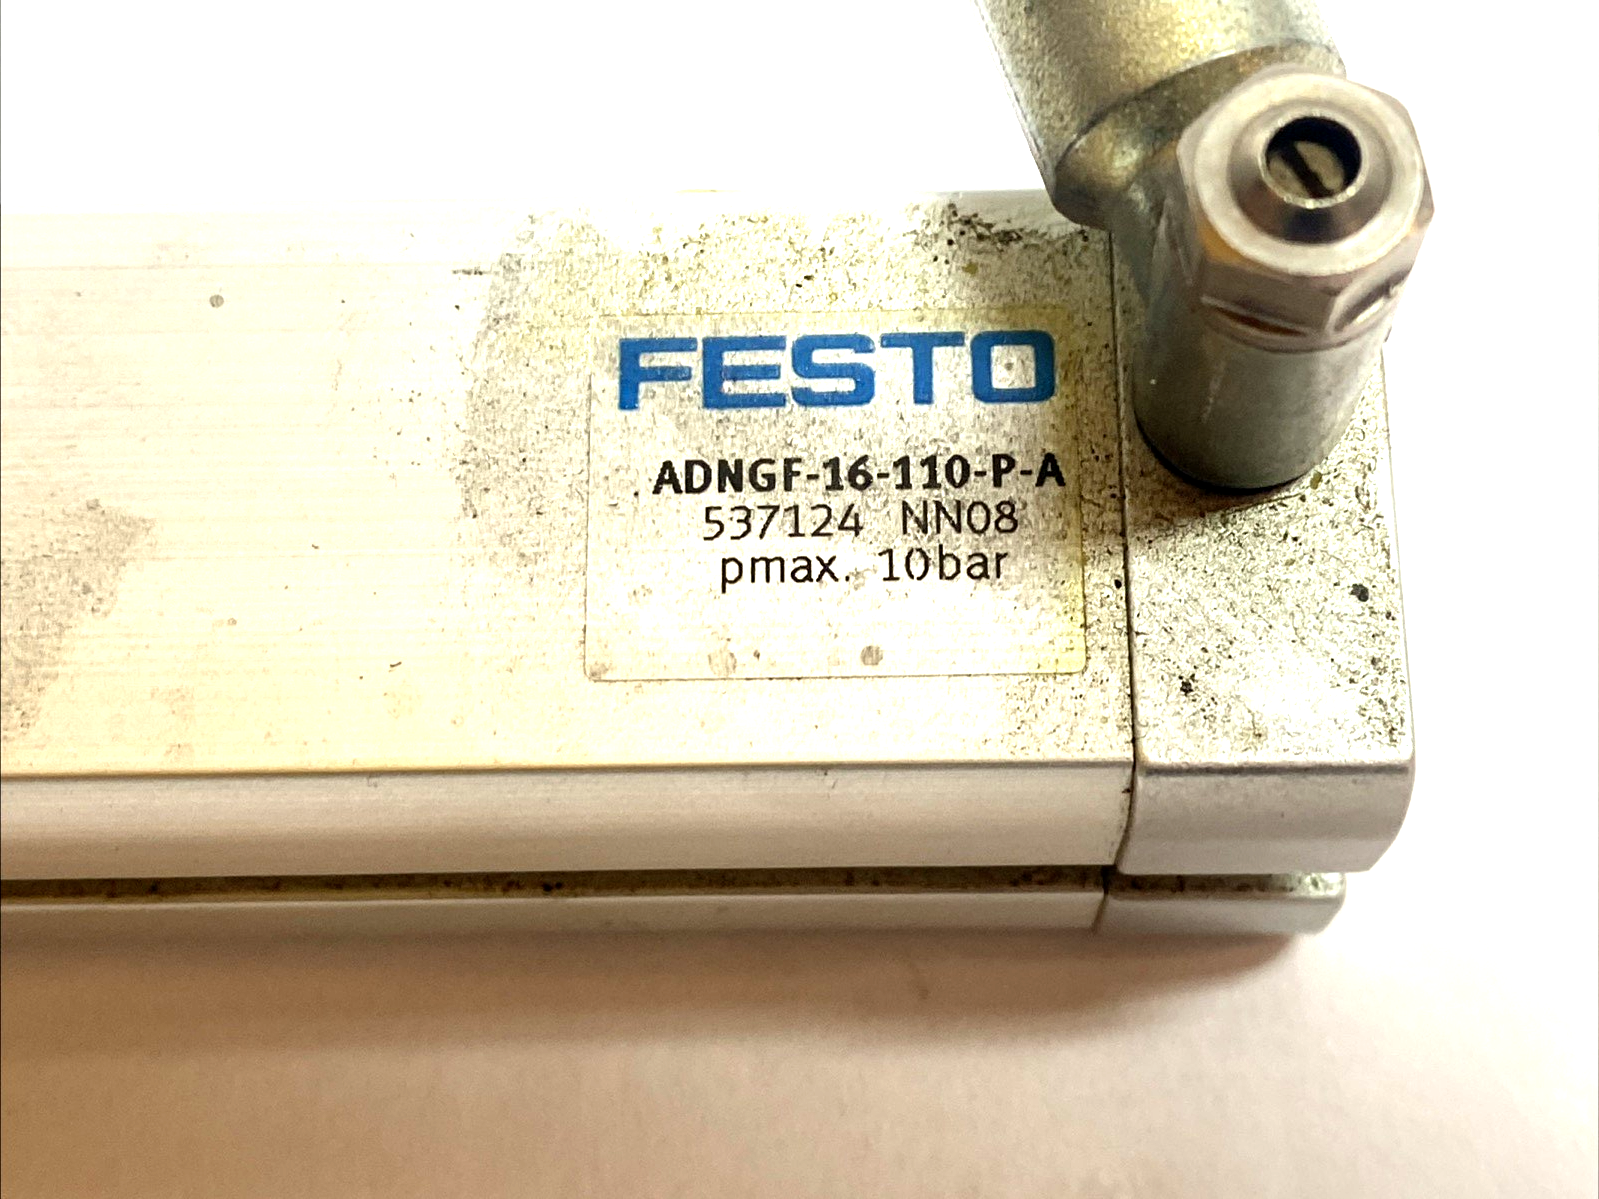 FESTO
ADNGF-16-110-P-A
537124 NN08
pmax. 10bar